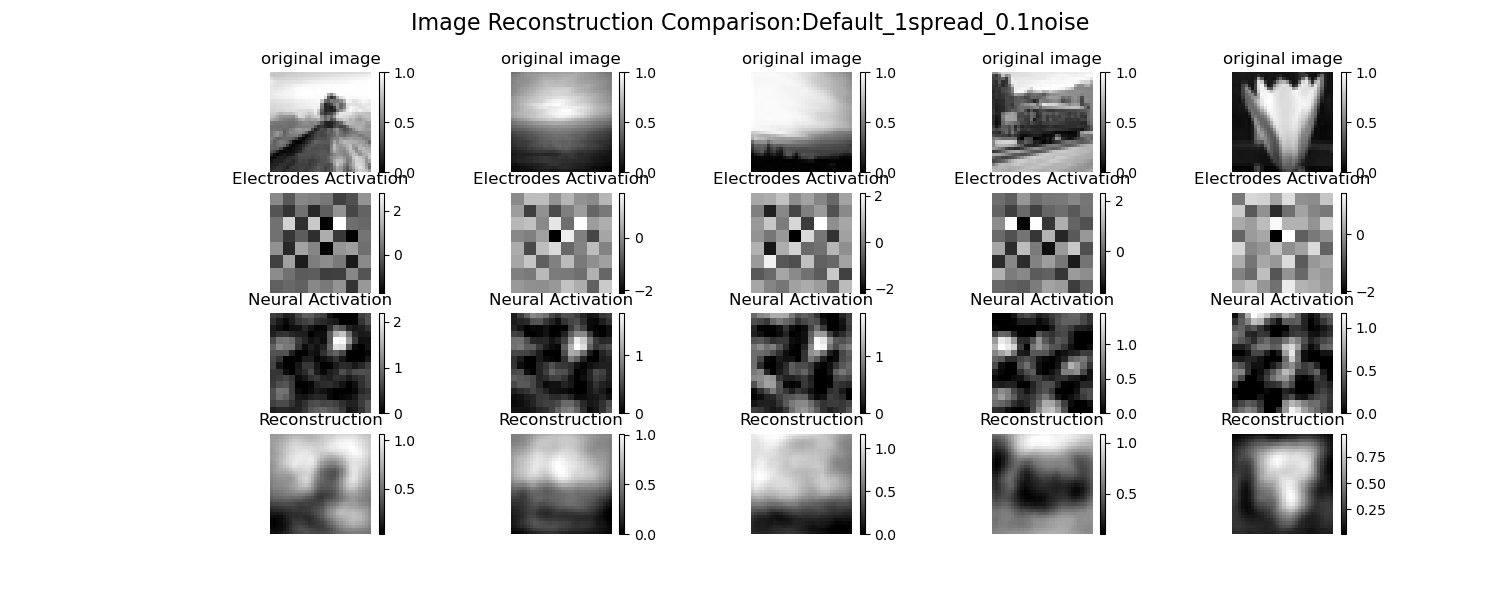 Image Reconstruction Comparison:Default_1spread_0.1noise
original image original image original image original image original image
1.0 1.0 1.0 1.0 1.0
0.5 0.5 0.5 0.5 0.5
0.0 0.0 0.0 0.0 0.0
Electrodes Activation Electrodes Activation Electrodes Activation Electrodes Activation Electrodes Activation
2 2 2
0 0 0 0 0
−2 −2 −2
Neural Activation Neural Activation Neural Activation Neural Activation Neural Activation
2 1.0
1 1 1 1.0 0.5
0 0 0 0.5 0.0
0.0
Reconstruction Reconstruction Reconstruction Reconstruction Reconstruction
1.0 1.0 1.0 1.0 0.75
0.5 0.5 0.5 0.5 0.50
0.0 0.0 0.25